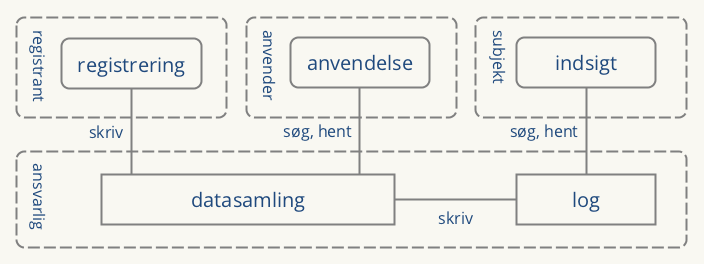 registrant
registrering
anvender
anvendelse
subjekt
indsigt
skriv
søg, hent
søg, hent
ansvarlig
datasamling
skriv
log